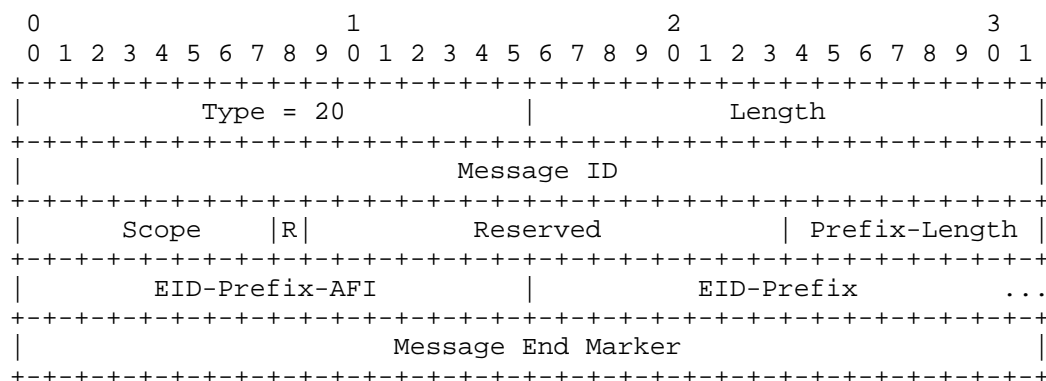 0                   1                   2                   3
 0 1 2 3 4 5 6 7 8 9 0 1 2 3 4 5 6 7 8 9 0 1 2 3 4 5 6 7 8 9 0 1
+-+-+-+-+-+-+-+-+-+-+-+-+-+-+-+-+-+-+-+-+-+-+-+-+-+-+-+-+-+-+-+-+
|           Type = 20           |            Length             |
+-+-+-+-+-+-+-+-+-+-+-+-+-+-+-+-+-+-+-+-+-+-+-+-+-+-+-+-+-+-+-+-+
|                           Message ID                          |
+-+-+-+-+-+-+-+-+-+-+-+-+-+-+-+-+-+-+-+-+-+-+-+-+-+-+-+-+-+-+-+-+
|      Scope    |R|          Reserved           | Prefix-Length |
+-+-+-+-+-+-+-+-+-+-+-+-+-+-+-+-+-+-+-+-+-+-+-+-+-+-+-+-+-+-+-+-+
|        EID-Prefix-AFI         |          EID-Prefix         ...
+-+-+-+-+-+-+-+-+-+-+-+-+-+-+-+-+-+-+-+-+-+-+-+-+-+-+-+-+-+-+-+-+
|                       Message End Marker                      |
+-+-+-+-+-+-+-+-+-+-+-+-+-+-+-+-+-+-+-+-+-+-+-+-+-+-+-+-+-+-+-+-+